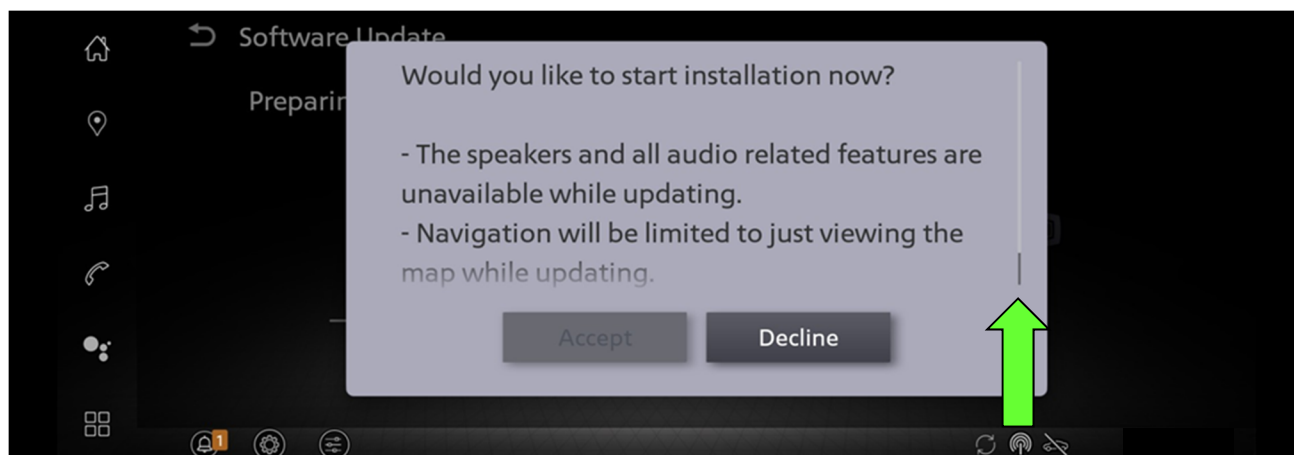 Software Update
Preparin
Would you like to start installation now?
- The speakers and all audio related features are
unavailable while updating.
- Navigation will be limited to just viewing the
map while updating.
Accept
Decline
1